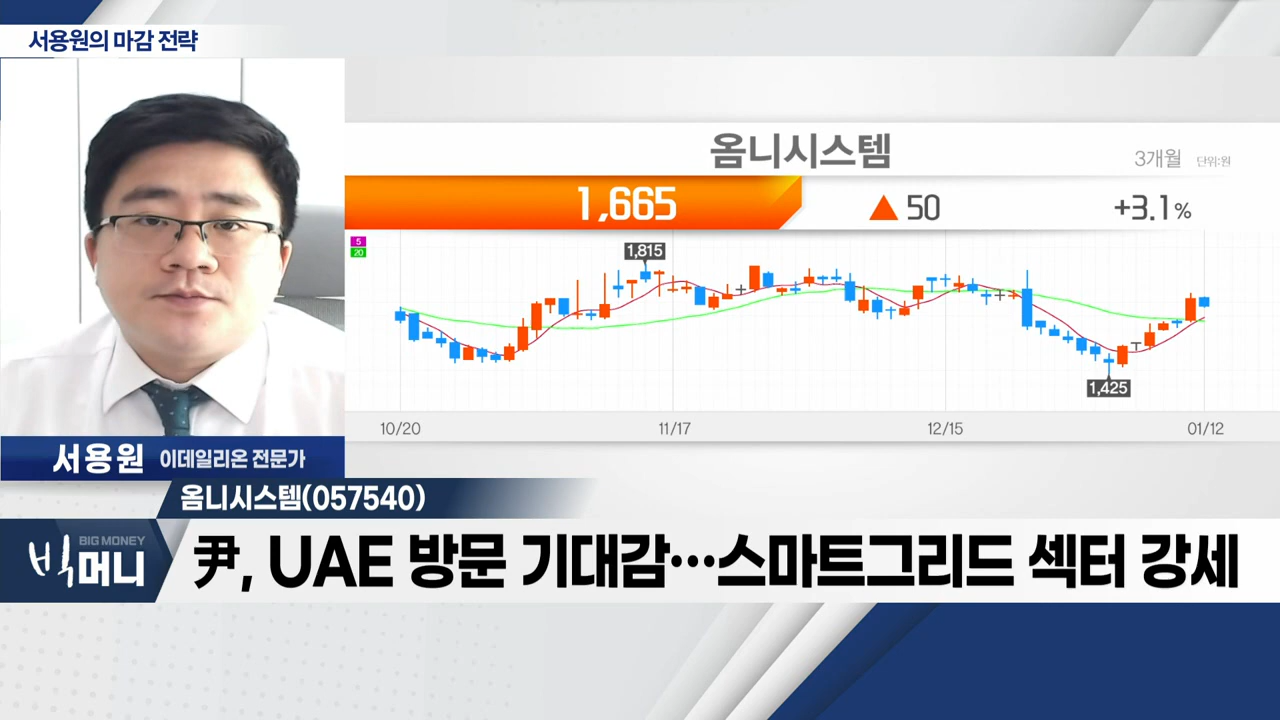 서용원의 마감 전략
옴니시스템
3개월 단위:원
1,665 ▲ 50 +3.1%
5
20
1,815
1,425
10/20 11/17 12/15 01/12
서용원 이데일리온 전문가
옴니시스템(057540)
BIG MONEY
빅머니
尹, UAE 방문 기대감…스마트그리드 섹터 강세